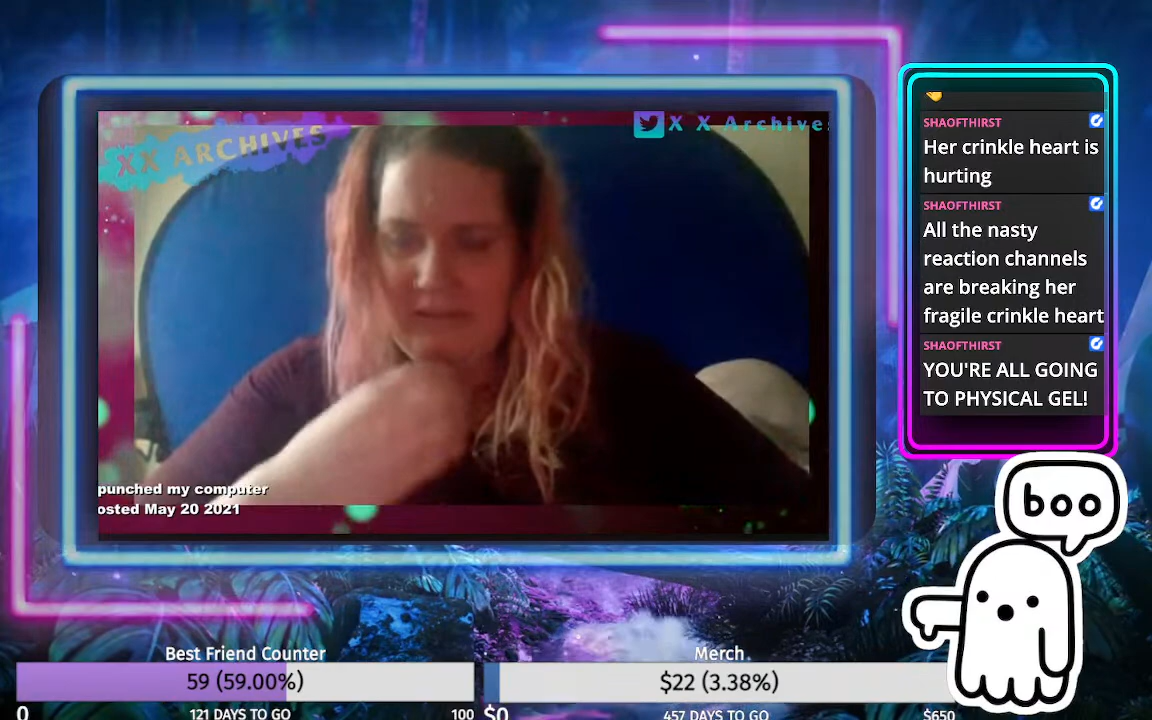 XX ARCHIVES
X X Archive
punched my computer
osted May 20 2021
SHAOFTHIRST
Her crinkle heart is
hurting
SHAOFTHIRST
All the nasty
reaction channels
are breaking her
fragile crinkle heart
SHAOFTHIRST
YOU'RE ALL GOING
TO PHYSICAL GEL!
boo
Best Friend Counter
59 (59.00%)
0
121 DAYS TO GO
100
Merch
$22 (3.38%)
$0
457 DAYS TO GO
$650